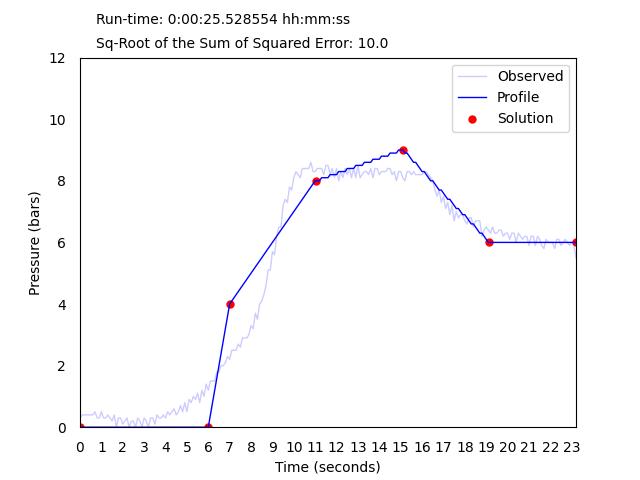 Run-time: 0:00:25.528554 hh:mm:ss
Sq-Root of the Sum of Squared Error: 10.0
12
10
8
6
4
2
0
Pressure (bars)
Observed
Profile
Solution
0 1 2 3 4 5 6 7 8 9 10 11 12 13 14 15 16 17 18 19 20 21 22 23
Time (seconds)